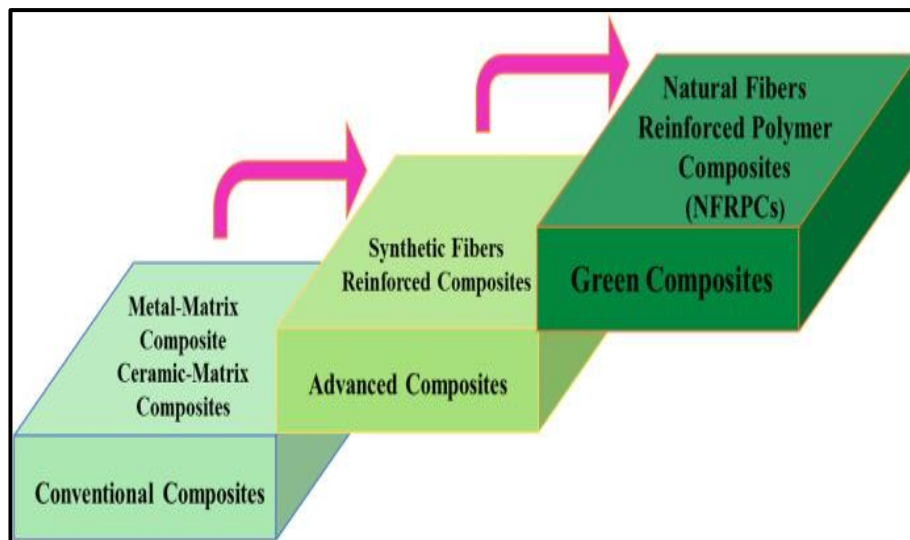 Metal-Matrix
Composite
Ceramic-Matrix
Composites
Conventional Composites
Synthetic Fibers
Reinforced Composites
Advanced Composites
Natural Fibers
Reinforced Polymer
Composites
(NFRPCs)
Green Composites